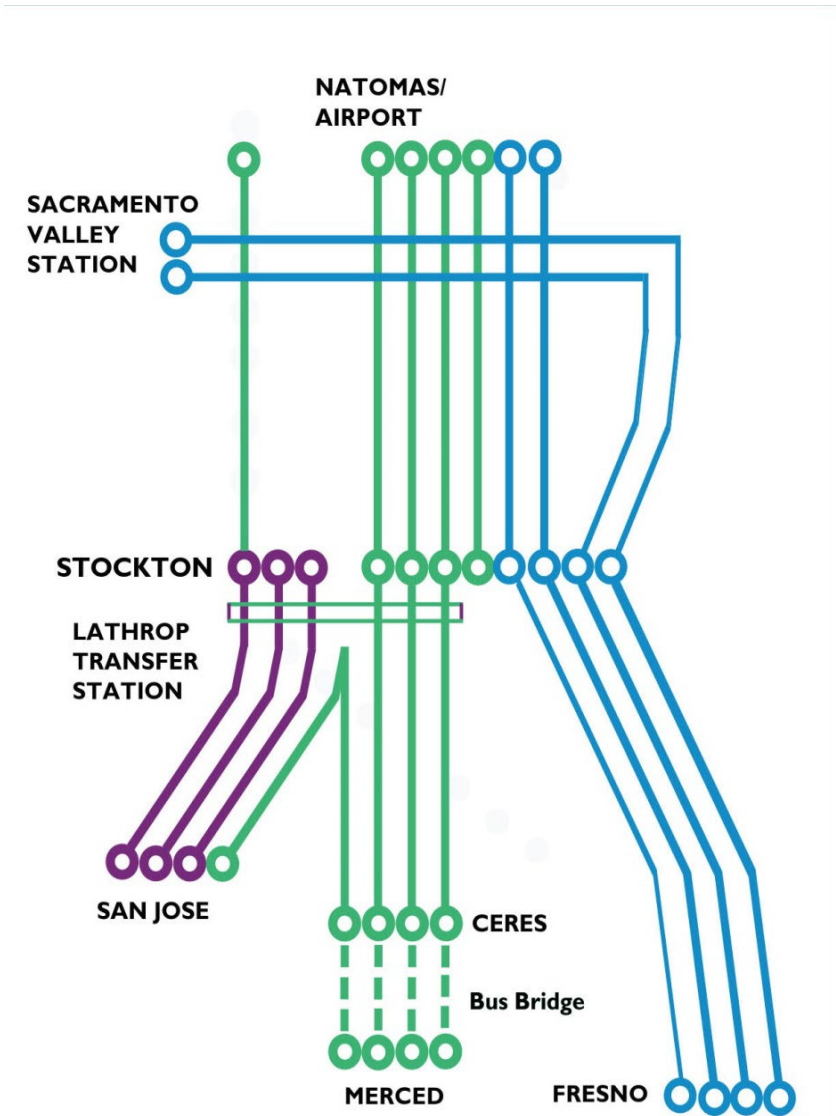 NATOMAS/
AIRPORT
SACRAMENTO
VALLEY
STATION
STOCKTON
LATHROP
TRANSFER
STATION
SAN JOSE
CERES
Bus Bridge
MERCED
FRESNO